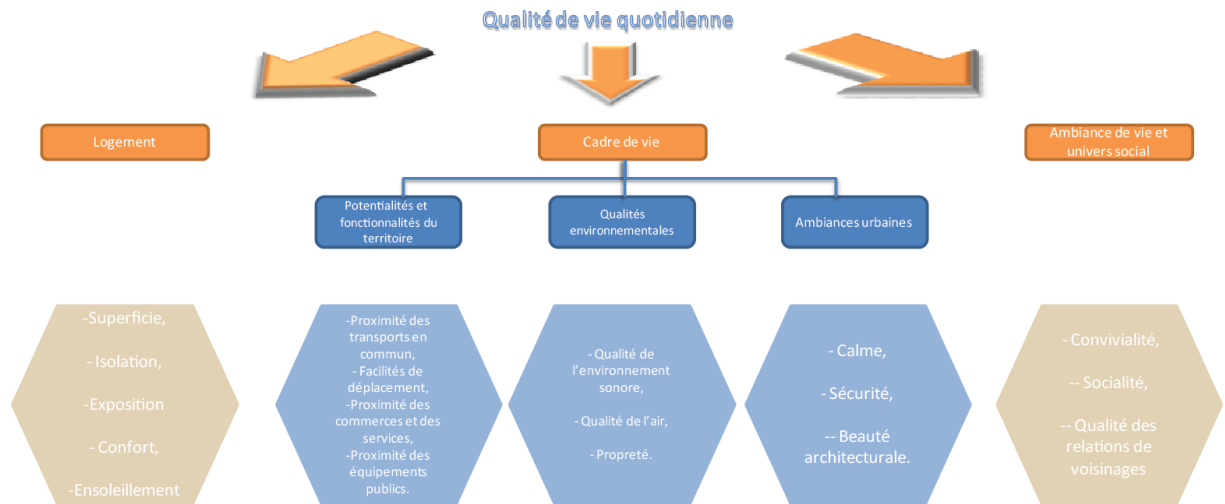 Qualité de vie quotidienne
Logement
Cadre de vie
Ambiance de vie et
univers social
Potentialités et
fonctionnalités du
territoire
Qualités
environnementales
Ambiances urbaines
-Superficie,
- Isolation,
-Exposition
- Confort,
-Ensoleillement
-Proximité des
transports en
commun,
- Facilités de
déplacement,
-Proximité des
commerces et des
services,
-Proximité des
équipements
publics.
- Qualité de
l'environnement
sonore,
- Qualité de l'air,
- Propreté.
- Calme,
- Sécurité,
-- Beauté
architecturale.
- Convivialité,
-- Socialité,
-- Qualité des
relations de
voisinages